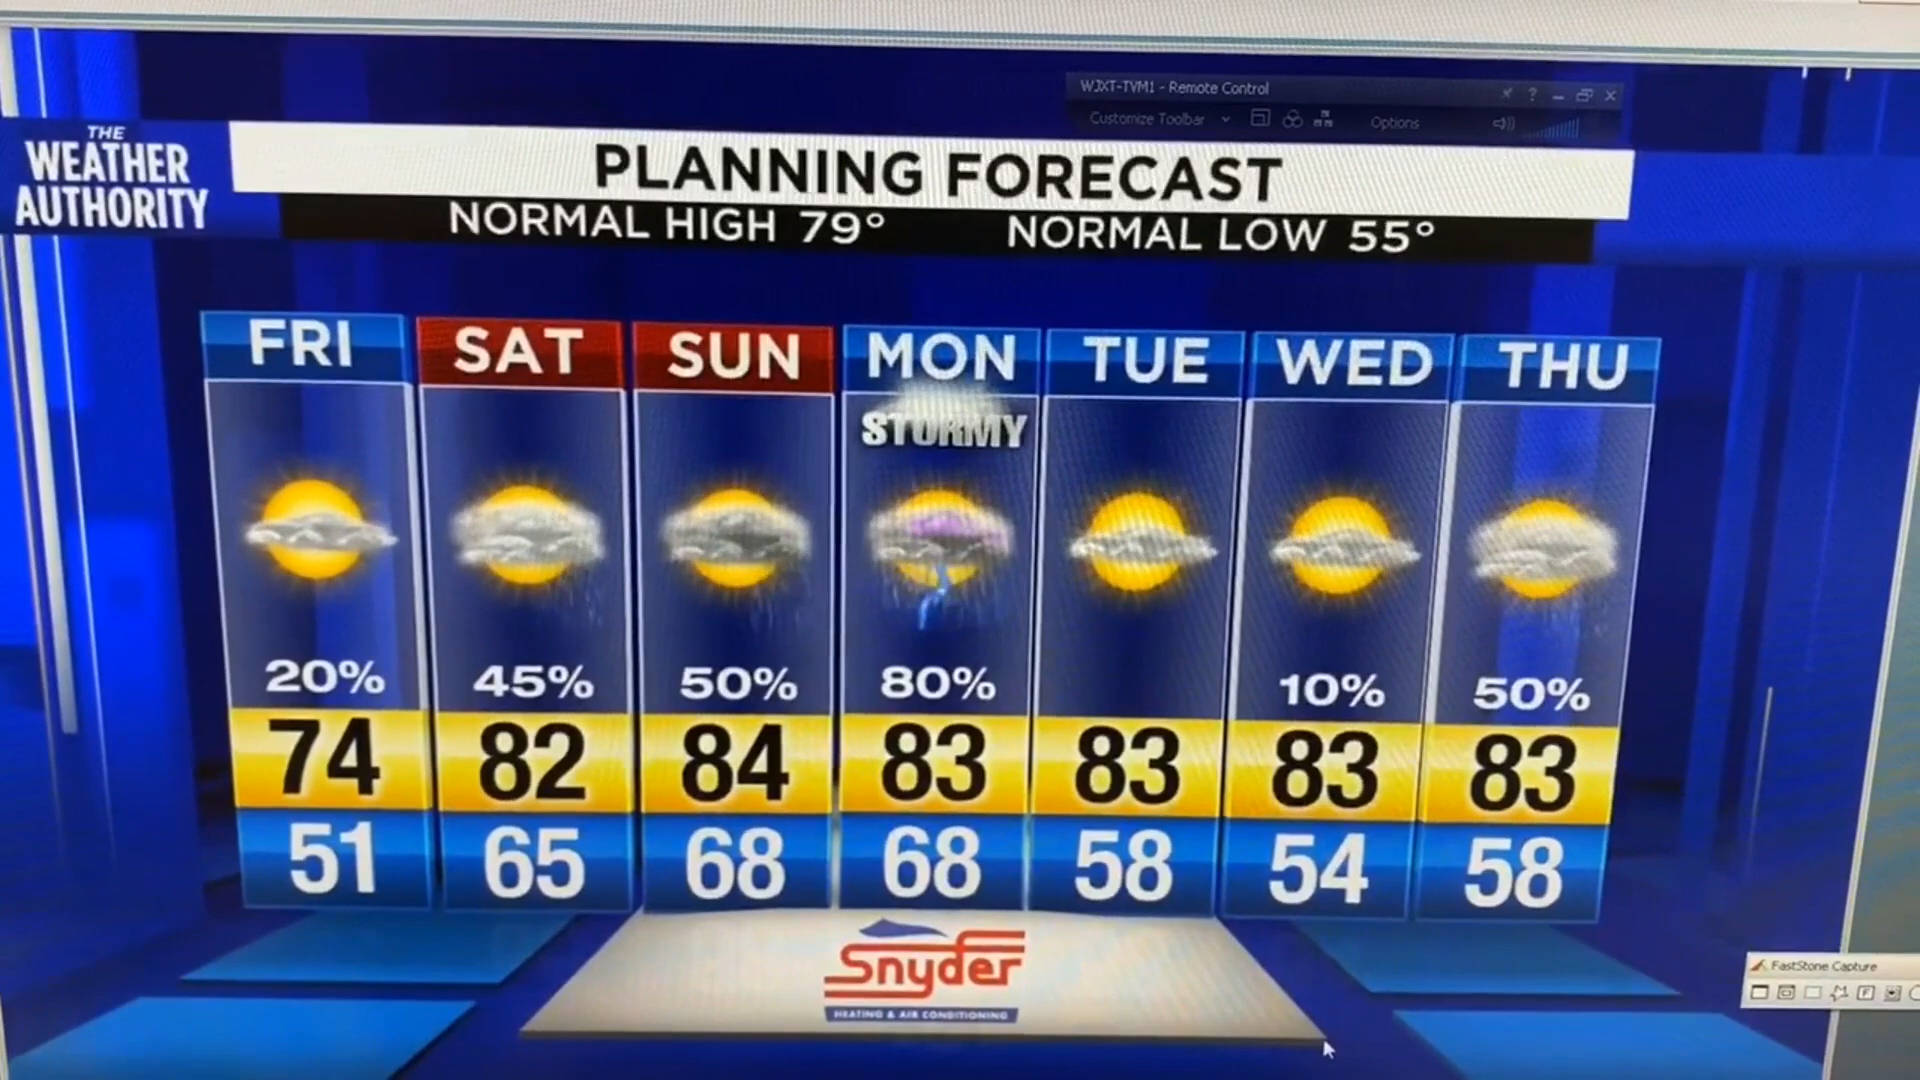 WJXT-TVM1 - Remote Control
Customize Toolbar
Options
THE
WEATHER
AUTHORITY
PLANNING FORECAST
NORMAL HIGH 79° NORMAL LOW 55°
FRI SAT SUN MON TUE WED THU
STORMY
20% 45% 50% 80% 10% 50%
74 82 84 83 83 83 83
51 65 68 68 58 54 58
Snyder
HEATING & AIR CONDITIONING
FastStone Capture